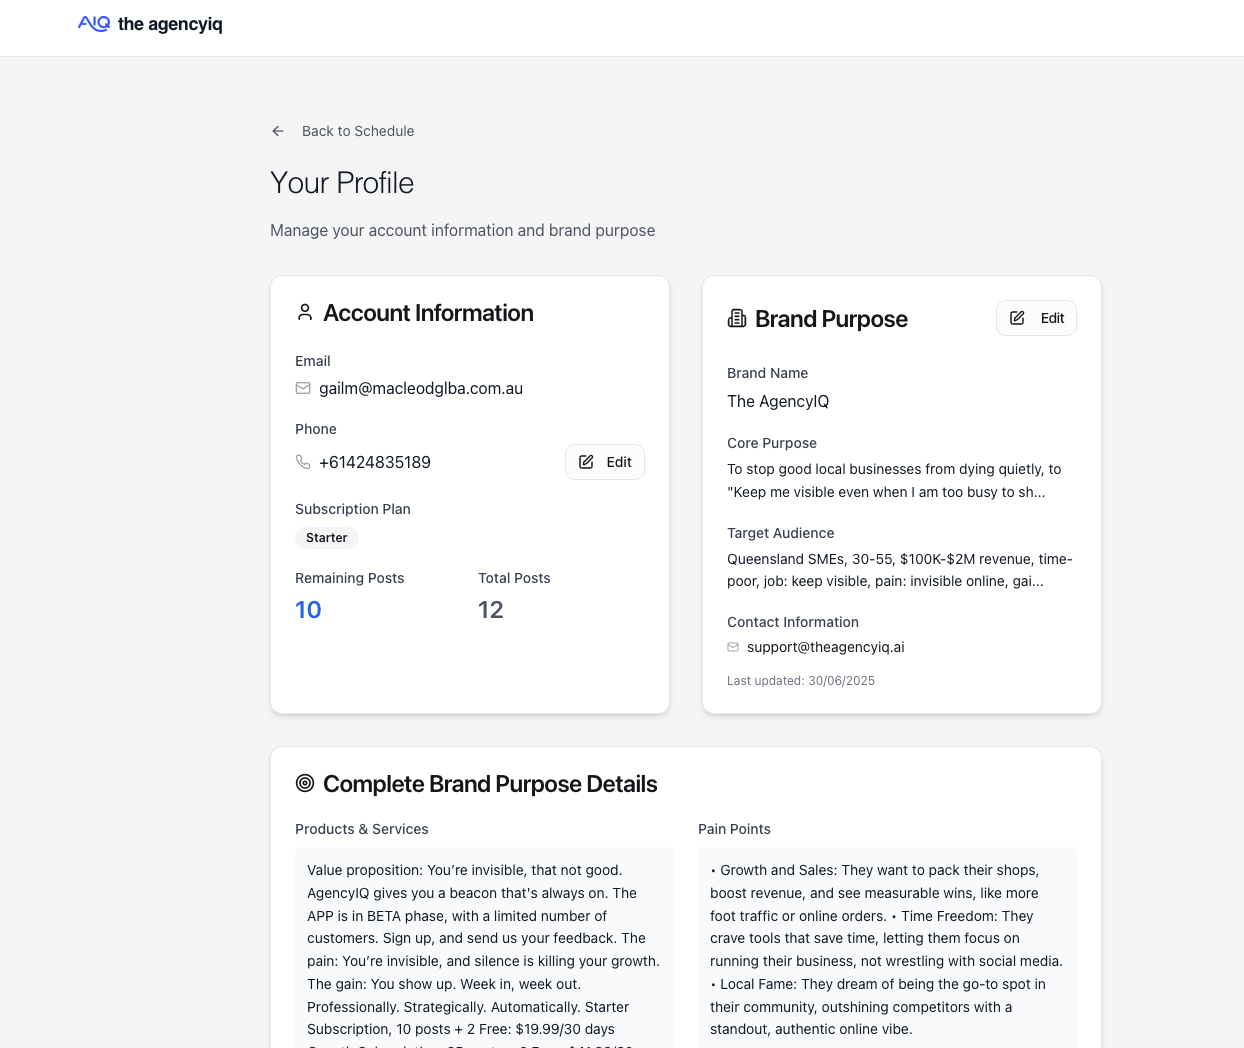 AIQ the agencyiq
Back to Schedule
Your Profile
Manage your account information and brand purpose
Account Information
Email
gailm@macleodglba.com.au
Phone
+61424835189
Edit
Subscription Plan
Starter
Remaining Posts
Total Posts
10
12
Brand Purpose
Edit
Brand Name
The AgencyIQ
Core Purpose
To stop good local businesses from dying quietly, to
"Keep me visible even when I am too busy to sh...
Target Audience
Queensland SMEs, 30-55, $100K-$2M revenue, time-
poor, job: keep visible, pain: invisible online, gai...
Contact Information
support@theagencyiq.ai
Last updated: 30/06/2025
Complete Brand Purpose Details
Products & Services
Value proposition: You’re invisible, that not good.
AgencyIQ gives you a beacon that's always on. The
APP is in BETA phase, with a limited number of
customers. Sign up, and send us your feedback. The
pain: You’re invisible, and silence is killing your growth.
The gain: You show up. Week in, week out.
Professionally. Strategically. Automatically. Starter
Subscription, 10 posts + 2 Free: $19.99/30 days
Pain Points
• Growth and Sales: They want to pack their shops,
boost revenue, and see measurable wins, like more
foot traffic or online orders. • Time Freedom: They
crave tools that save time, letting them focus on
running their business, not wrestling with social media.
• Local Fame: They dream of being the go-to spot in
their community, outshining competitors with a
standout, authentic online vibe.